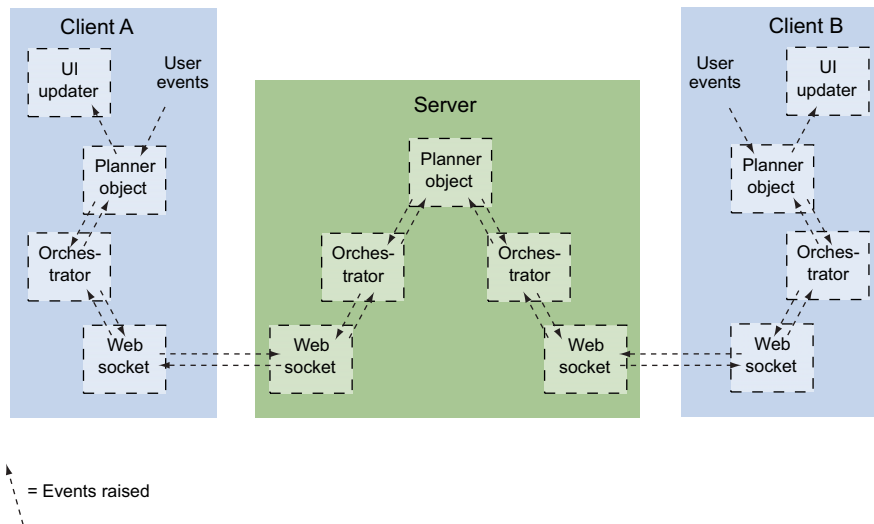 Client A
UI
updater
User
events
Planner
object
Orches-
trator
Web
socket
Server
Planner
object
Orches-
trator
Orches-
trator
Web
socket
Web
socket
Client B
User
events
UI
updater
Planner
object
Orches-
trator
Web
socket
= Events raised